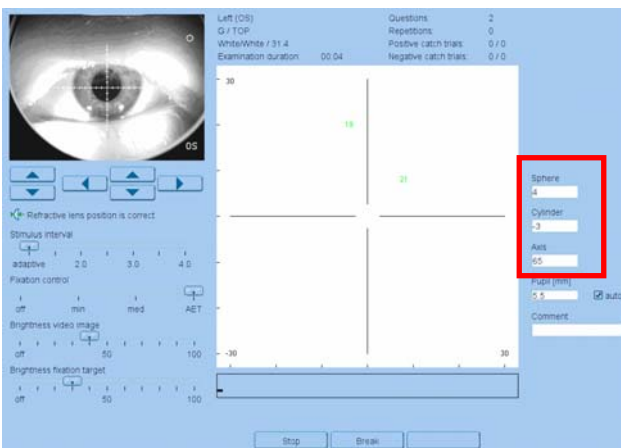 Left (OS)
G / TOP
White/White / 31.4
Examination duration: 00:04
Questions: 2
Repetitions: 0
Positive catch trials: 0 / 0
Negative catch trials: 0 / 0
OS
Refractive lens position is correct
Stimulus interval
adaptive 2.0 3.0 4.0
Fixation control
off min med AET
Brightness video image
off 50 100
Brightness fixation target
off 50 100
30
19
21
-30 30
Sphere
4
Cylinder
-3
Axis
65
Pupil [mm]
5.5 auto
Comment
Stop Break